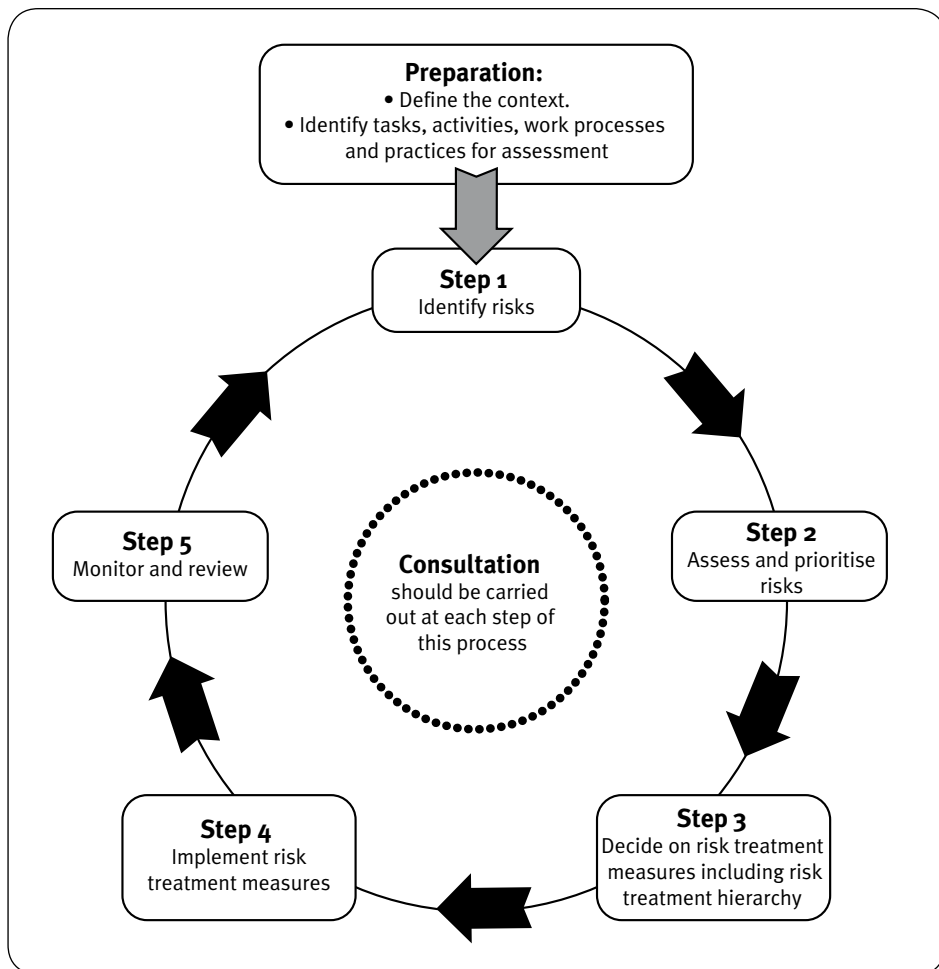 Preparation:
• Define the context.
• Identify tasks, activities, work processes
and practices for assessment
Step 1
Identify risks
Step 2
Assess and prioritise
risks
Step 3
Decide on risk treatment
measures including risk
treatment hierarchy
Step 4
Implement risk
treatment measures
Step 5
Monitor and review
Consultation
should be carried
out at each step of
this process